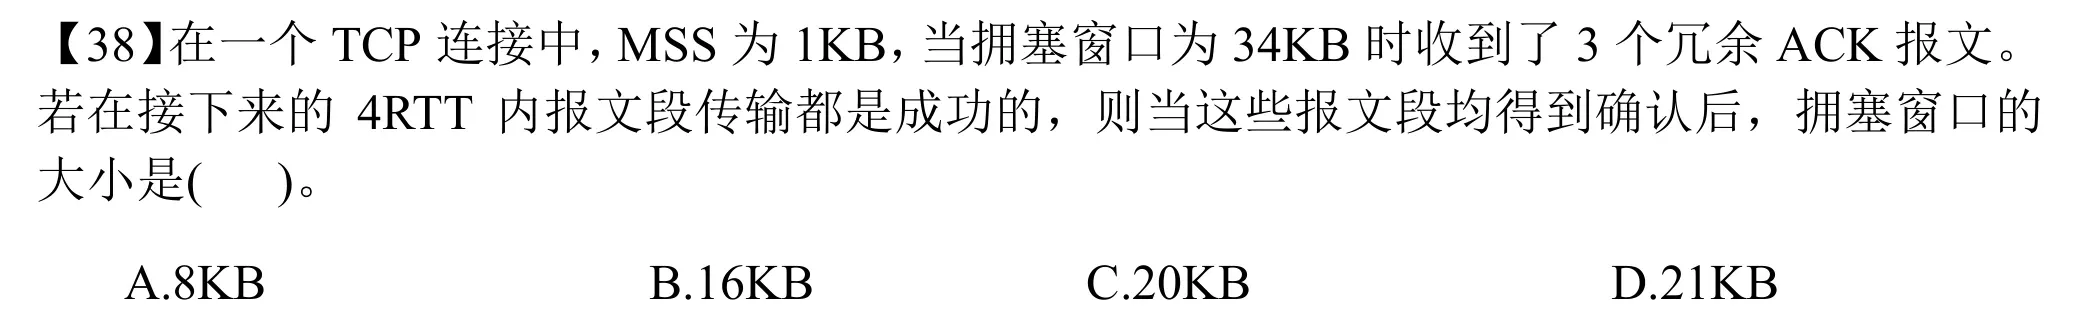 【38】在一个 TCP 连接中，MSS 为 1KB，当拥塞窗口为 34KB 时收到了 3 个冗余 ACK 报文。
若在接下来的 4RTT 内报文段传输都是成功的，则当这些报文段均得到确认后，拥塞窗口的
大小是( )。
A.8KB B.16KB C.20KB D.21KB